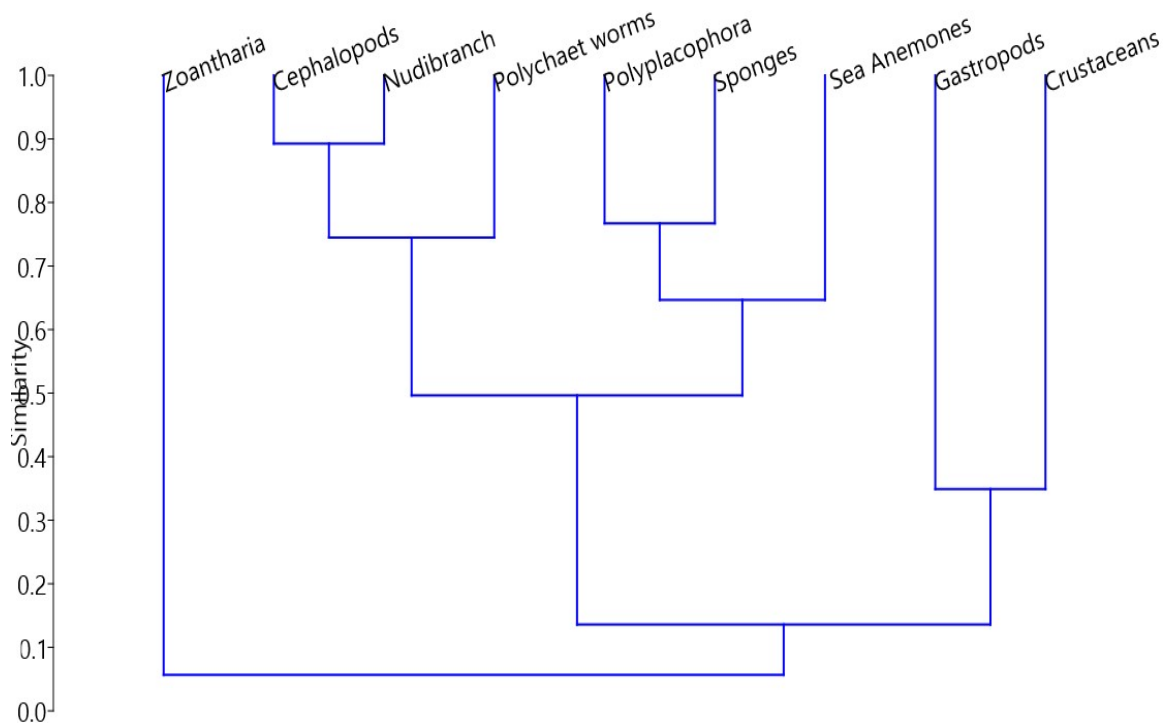 Zoantharia
Cephalopods
Nudibranch
Polychaet worms
Polyplacophora
Sponges
Sea Anemones
Gastropods
Crustaceans
1.0
0.9
0.8
0.7
0.6
0.5
0.4
0.3
0.2
0.1
0.0
Similarity